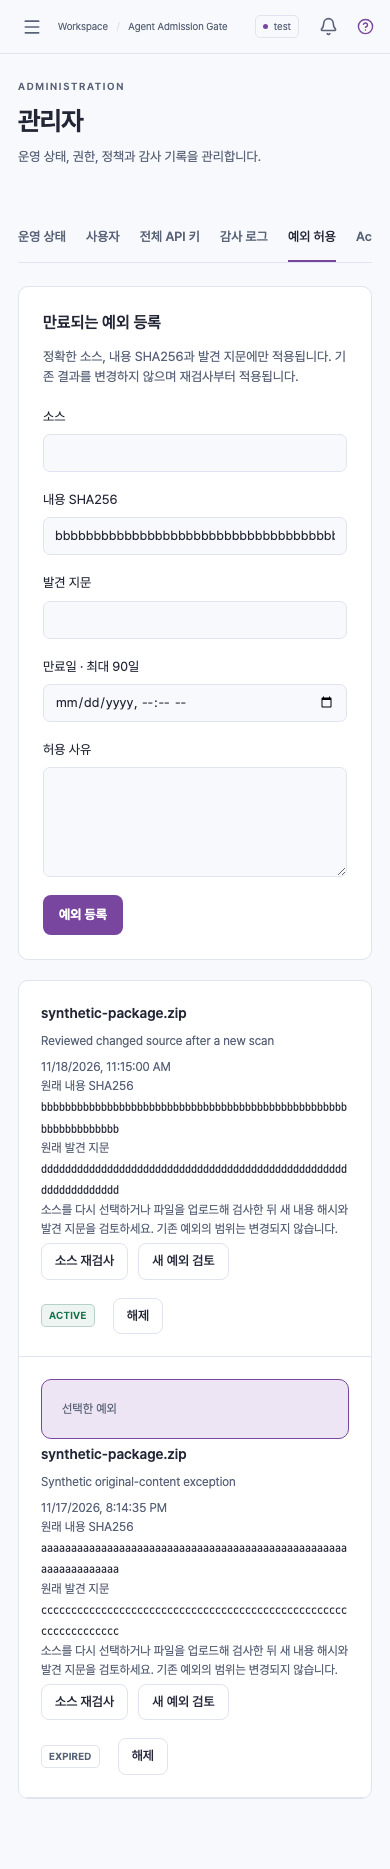 Workspace / Agent Admission Gate
test
ADMINISTRATION
관리자
운영 상태, 권한, 정책과 감사 기록을 관리합니다.
운영 상태 사용자 전체 API 키 감사 로그 예외 허용 Ac
만료되는 예외 등록
정확한 소스, 내용 SHA256과 발견 지문에만 적용됩니다. 기
존 결과를 변경하지 않으며 재검사부터 적용됩니다.
소스
내용 SHA256
bbbbbbbbbbbbbbbbbbbbbbbbbbbbbbbbbbbbbb
발견 지문
만료일 · 최대 90일
mm/dd/yyyy, --:-- --
허용 사유
예외 등록
synthetic-package.zip
Reviewed changed source after a new scan
11/18/2026, 11:15:00 AM
원래 내용 SHA256
bbbbbbbbbbbbbbbbbbbbbbbbbbbbbbbbbbbbbbbbbbbbbbbbbbb
bbbbbbbbbbbbb
원래 발견 지문
ddddddddddddddddddddddddddddddddddddddddddddddddddd
ddddddddddddd
소스를 다시 선택하거나 파일을 업로드해 검사한 뒤 새 내용 해시와
발견 지문을 검토하세요. 기존 예외의 범위는 변경되지 않습니다.
소스 재검사 새 예외 검토
ACTIVE 해제
선택한 예외
synthetic-package.zip
Synthetic original-content exception
11/17/2026, 8:14:35 PM
원래 내용 SHA256
aaaaaaaaaaaaaaaaaaaaaaaaaaaaaaaaaaaaaaaaaaaaaaaaaaa
aaaaaaaaaaaaa
원래 발견 지문
ccccccccccccccccccccccccccccccccccccccccccccccccccc
ccccccccccccc
소스를 다시 선택하거나 파일을 업로드해 검사한 뒤 새 내용 해시와
발견 지문을 검토하세요. 기존 예외의 범위는 변경되지 않습니다.
소스 재검사 새 예외 검토
EXPIRED 해제